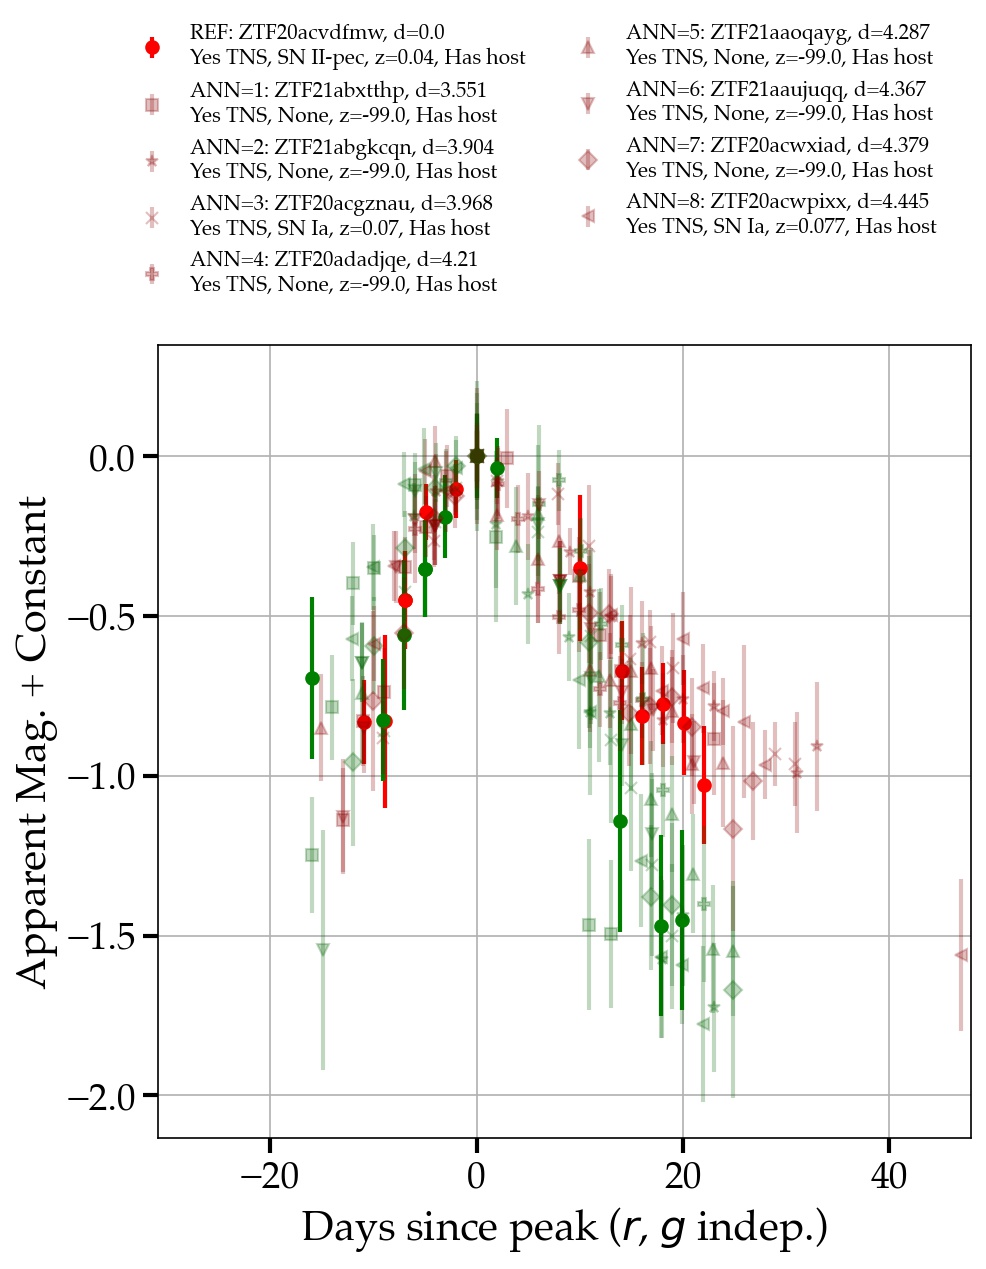 REF: ZTF20acvdfmw, d=0.0
Yes TNS, SN II-pec, z=0.04, Has host
ANN=1: ZTF21abxtthp, d=3.551
Yes TNS, None, z=-99.0, Has host
ANN=2: ZTF21abgkcqn, d=3.904
Yes TNS, None, z=-99.0, Has host
ANN=3: ZTF20acgznau, d=3.968
Yes TNS, SN Ia, z=0.07, Has host
ANN=4: ZTF20adadjqe, d=4.21
Yes TNS, None, z=-99.0, Has host
ANN=5: ZTF21aaoqayg, d=4.287
Yes TNS, None, z=-99.0, Has host
ANN=6: ZTF21aaujuqq, d=4.367
Yes TNS, None, z=-99.0, Has host
ANN=7: ZTF20acwxiad, d=4.379
Yes TNS, None, z=-99.0, Has host
ANN=8: ZTF20acwpixx, d=4.445
Yes TNS, SN Ia, z=0.077, Has host
Apparent Mag. + Constant
0.0
−0.5
−1.0
−1.5
−2.0
−20
0
20
40
Days since peak (r, g indep.)